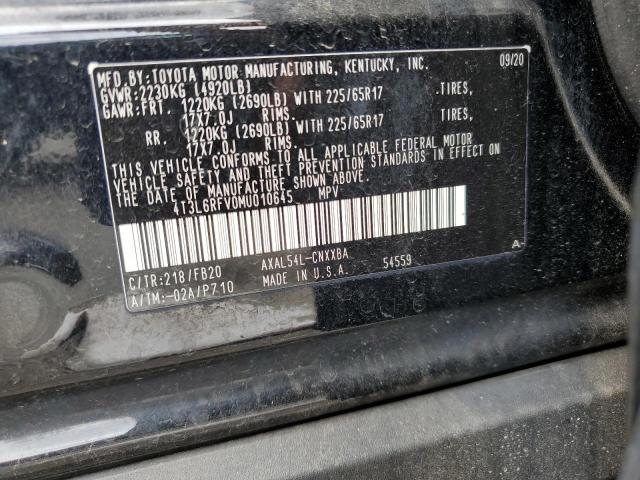 MFD.BY:TOYOTA MOTOR MANUFACTURING, KENTUCKY, INC. 09/20
GVWR:2230KG (4920LB)
GAWR:FRT. 1220KG (2690LB) WITH 225/65R17 .TIRES,
17X7.0J RIMS.
RR. 1220KG (2690LB) WITH 225/65R17 .TIRES,
17X7.0J RIMS.
THIS VEHICLE CONFORMS TO ALL APPLICABLE FEDERAL MOTOR
VEHICLE SAFETY AND THEFT PREVENTION STANDARDS IN EFFECT ON
THE DATE OF MANUFACTURE SHOWN ABOVE.
4T3L6RFV0MU010645 MPV
C/TR:218/FB20 AXAL54L-CNXXBA A-
A/TM:-02A/P710 MADE IN U.S.A. 54559